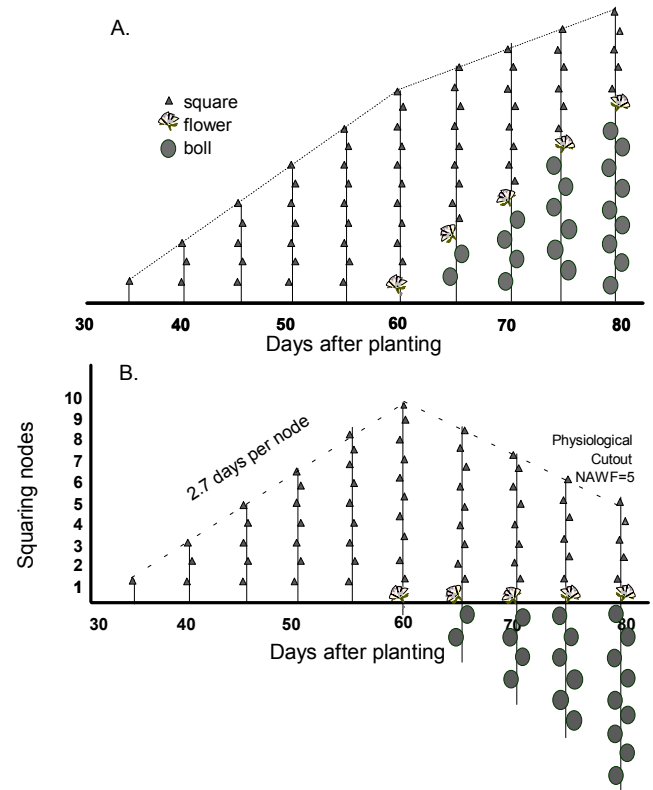 A.
square
flower
boll
30 40 50 60 70 80
Days after planting
B.
Squaring nodes
10
9
8
7
6
5
4
3
2
1
2.7 days per node
Physiological
Cutout
NAWF=5
30 40 50 60 70 80
Days after planting